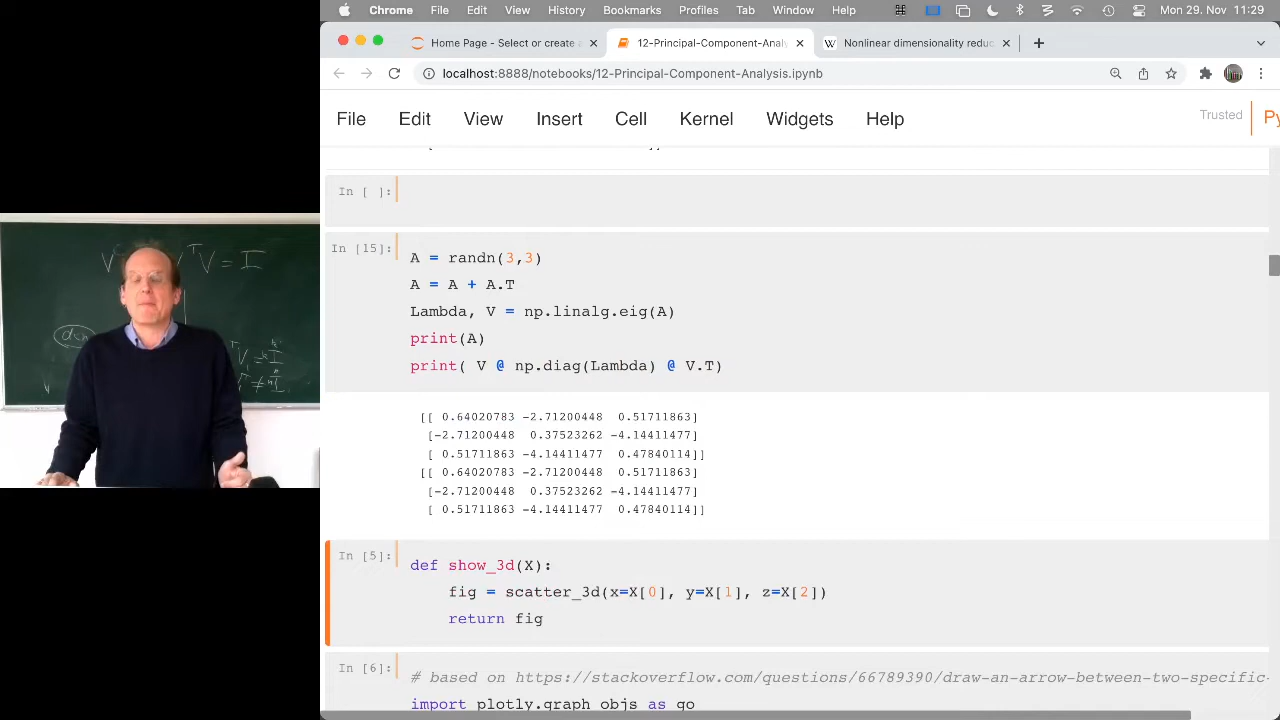 Chrome File Edit View History Bookmarks Profiles Tab Window Help Mon 29. Nov 11:29
Home Page - Select or create a
12-Principal-Component-Analy
Nonlinear dimensionality reduc
localhost:8888/notebooks/12-Principal-Component-Analysis.ipynb
File Edit View Insert Cell Kernel Widgets Help
Trusted
Py
In [ ]:
In [15]:
A = randn(3,3)
A = A + A.T
Lambda, V = np.linalg.eig(A)
print(A)
print( V @ np.diag(Lambda) @ V.T)
[[ 0.64020783 -2.71200448 0.51711863]
[-2.71200448 0.37523262 -4.14411477]
[ 0.51711863 -4.14411477 0.47840114]]
[[ 0.64020783 -2.71200448 0.51711863]
[-2.71200448 0.37523262 -4.14411477]
[ 0.51711863 -4.14411477 0.47840114]]
In [5]:
def show_3d(X):
fig = scatter_3d(x=X[0], y=X[1], z=X[2])
return fig
In [6]:
# based on https://stackoverflow.com/questions/66789390/draw-an-arrow-between-two-specific-
import plotly.graph_objs as go
V = I